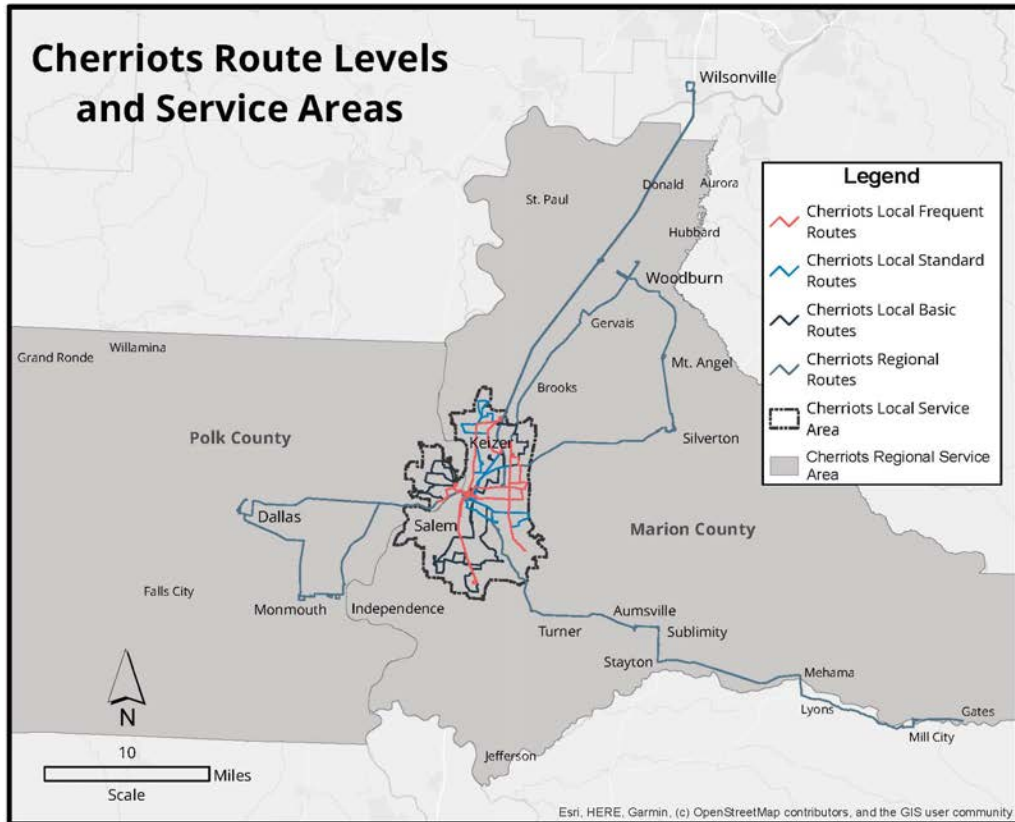 Cherriots Route Levels
and Service Areas
Wilsonville
Legend
Cherriots Local Frequent
Routes
Cherriots Local Standard
Routes
Cherriots Local Basic
Routes
Cherriots Regional
Routes
Cherriots Local Service
Area
Cherriots Regional Service
Area
Donald
Aurora
St. Paul
Hubbard
Woodburn
Gervais
Willamina
Grand Ronde
Mt. Angel
Brooks
Polk County
Keizer
Silverton
Dallas
Salem
Marion County
Falls City
Monmouth
Independence
Aumsville
Turner
Sublimity
Stayton
Mehama
Lyons
Gates
Mill City
Jefferson
N
10
Miles
Scale
Esri, HERE, Garmin, (c) OpenStreetMap contributors, and the GIS user community